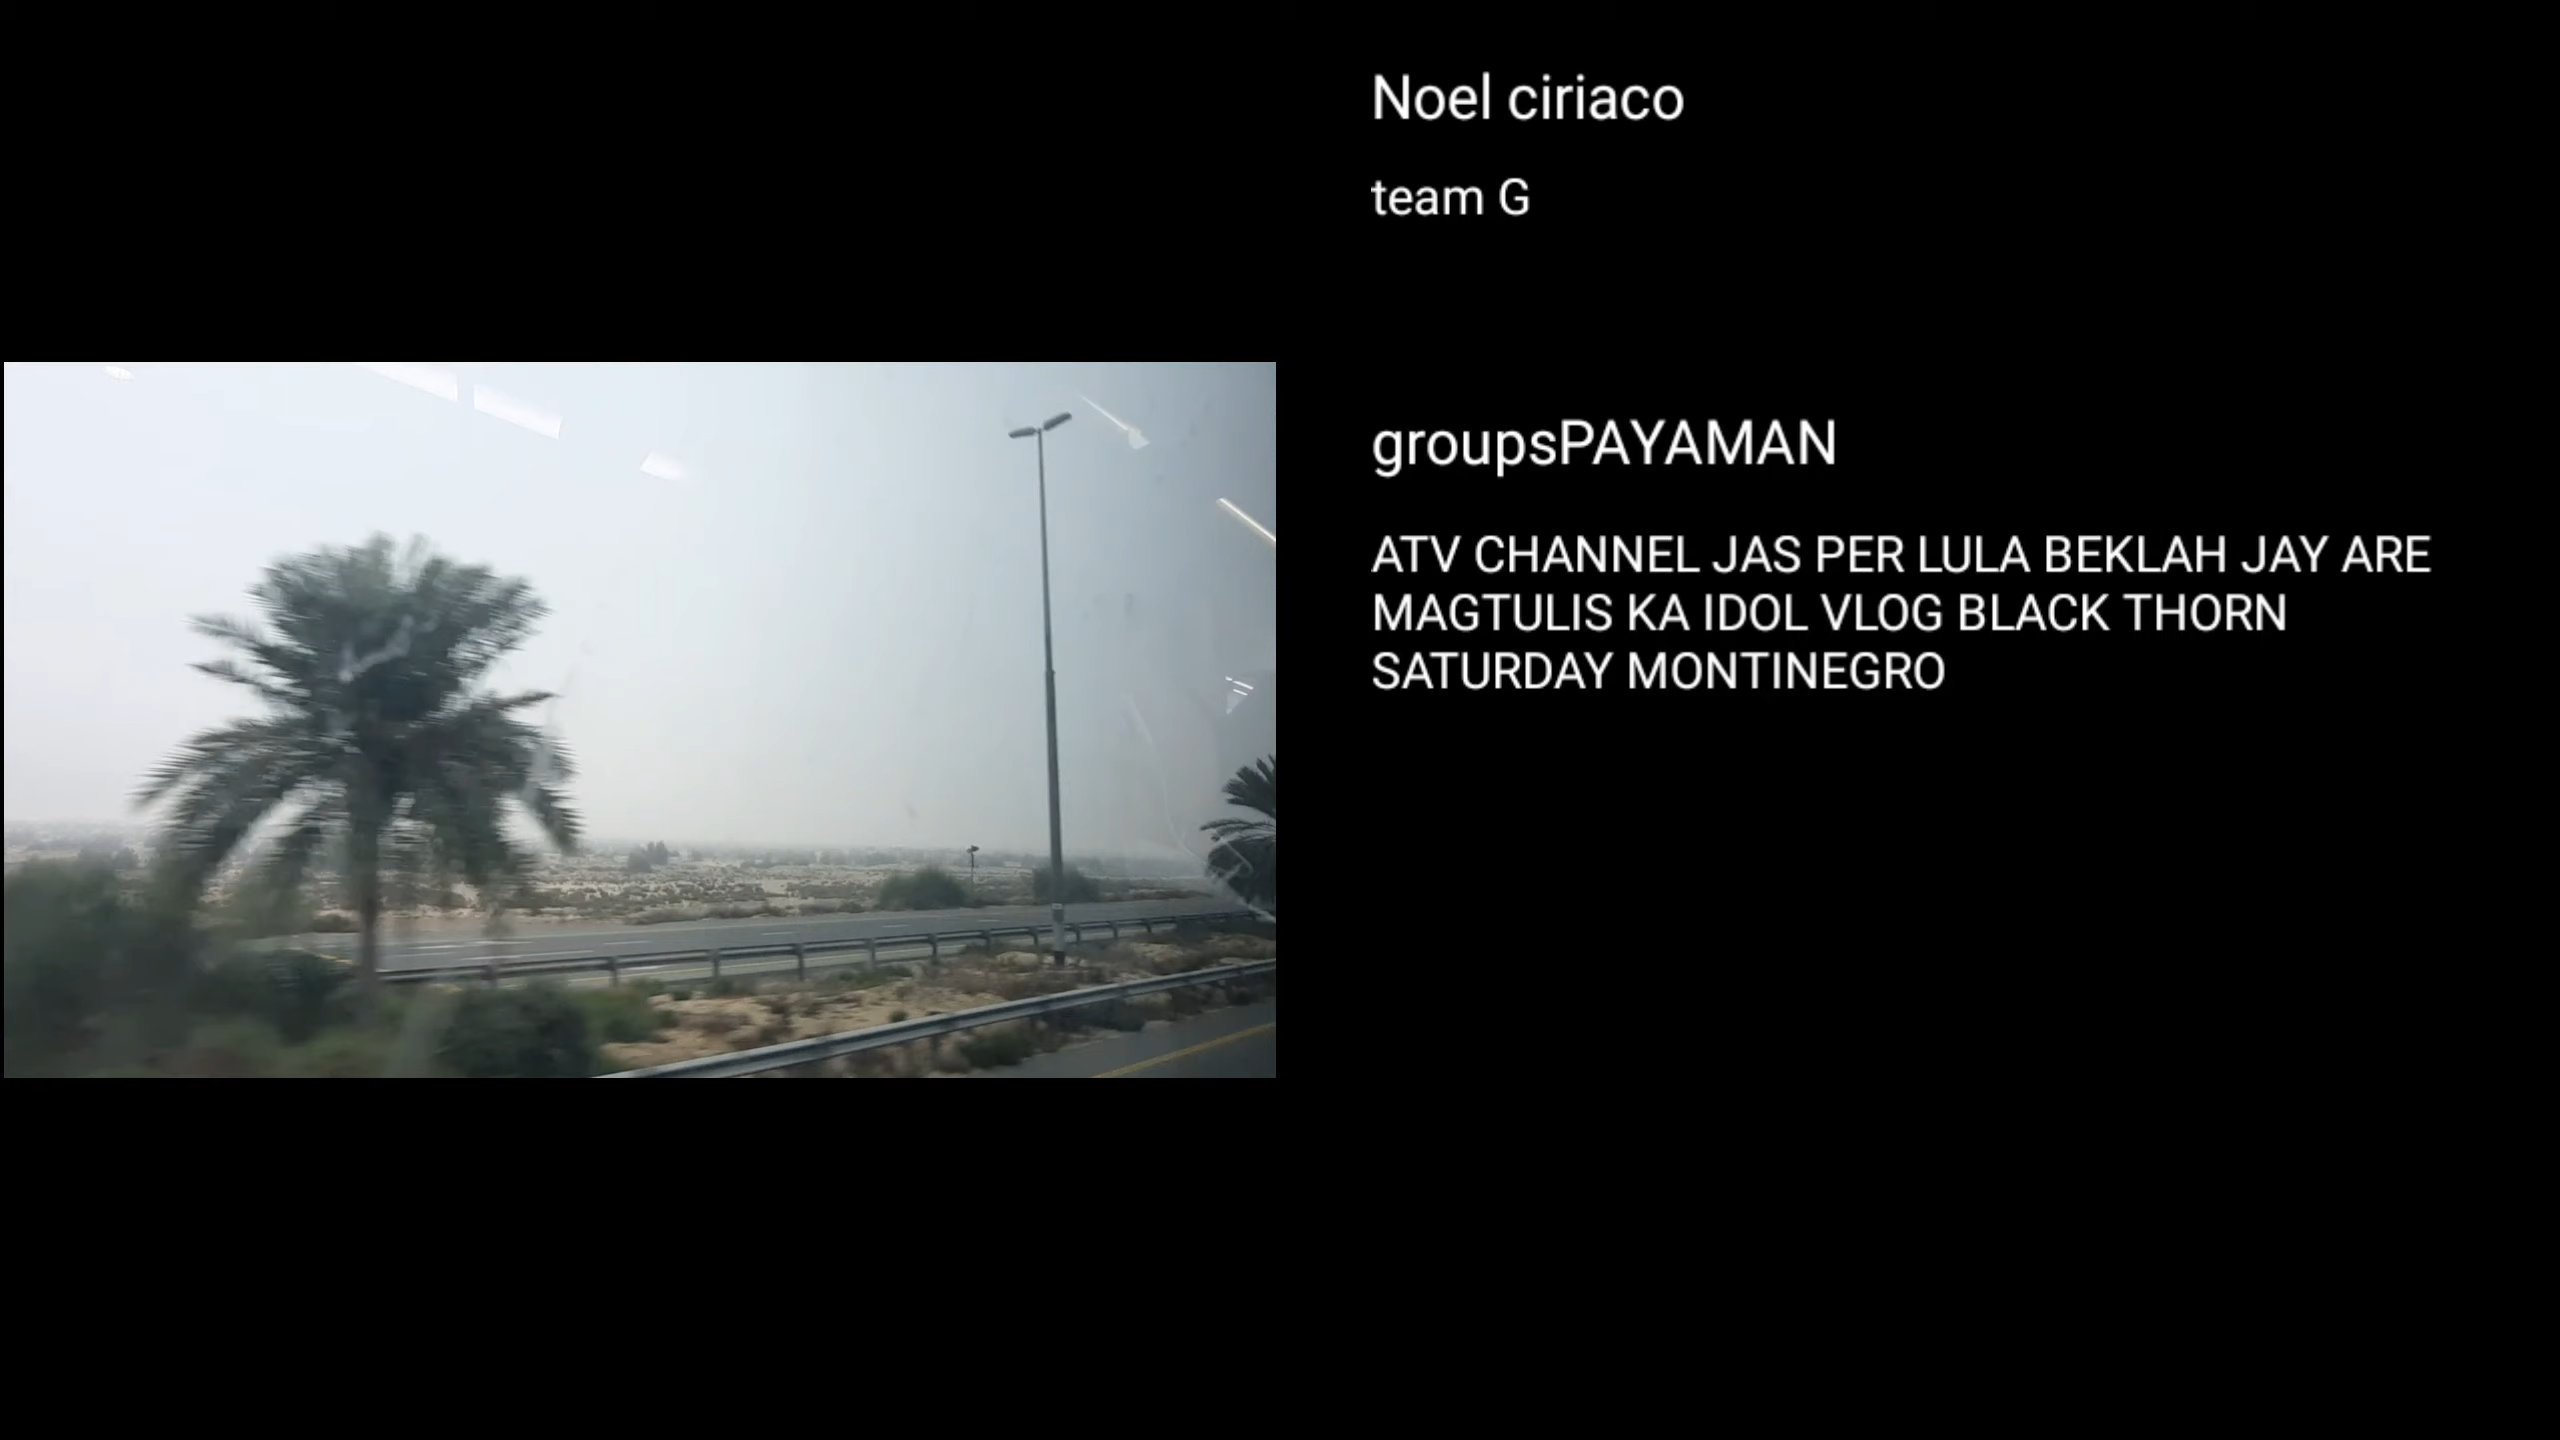 Noel ciriaco
team G
groupsPAYAMAN
ATV CHANNEL JAS PER LULA BEKLAH JAY ARE
MAGTULIS KA IDOL VLOG BLACK THORN
SATURDAY MONTINEGRO